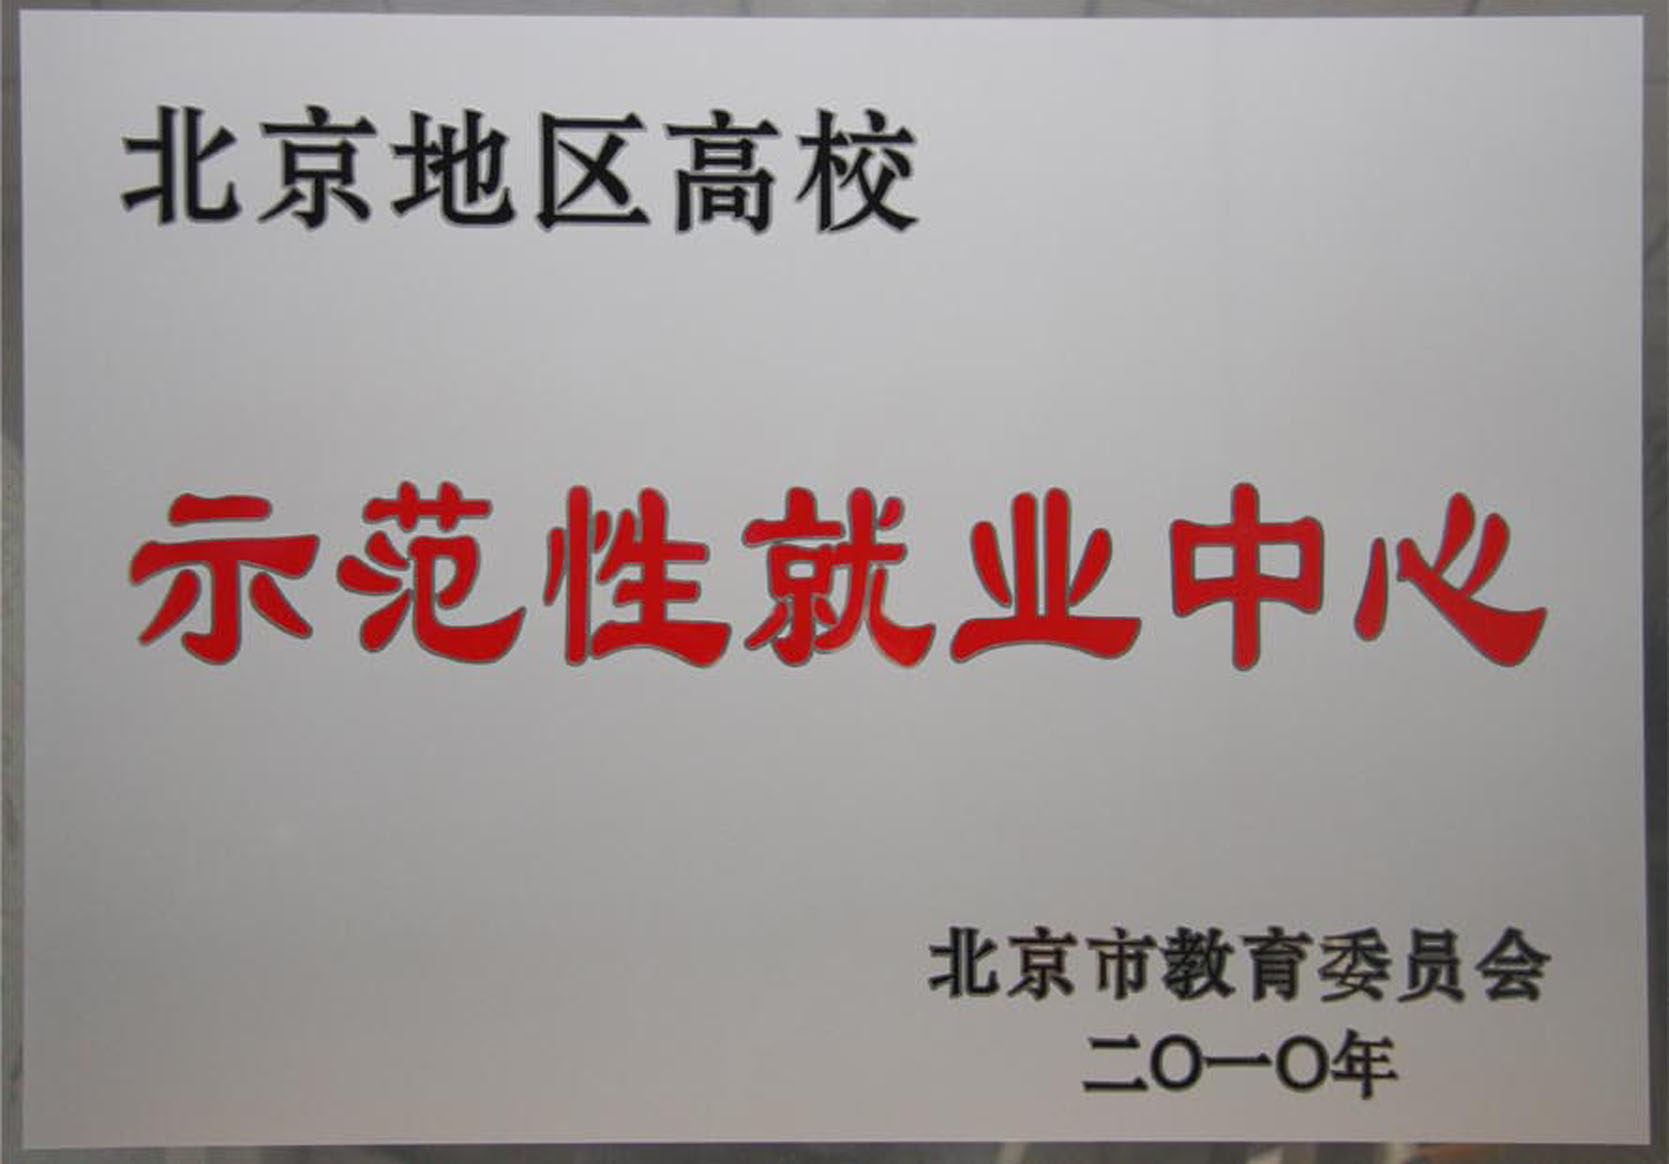 北京地区高校
示范性就业中心
北京市教育委员会
二〇一〇年